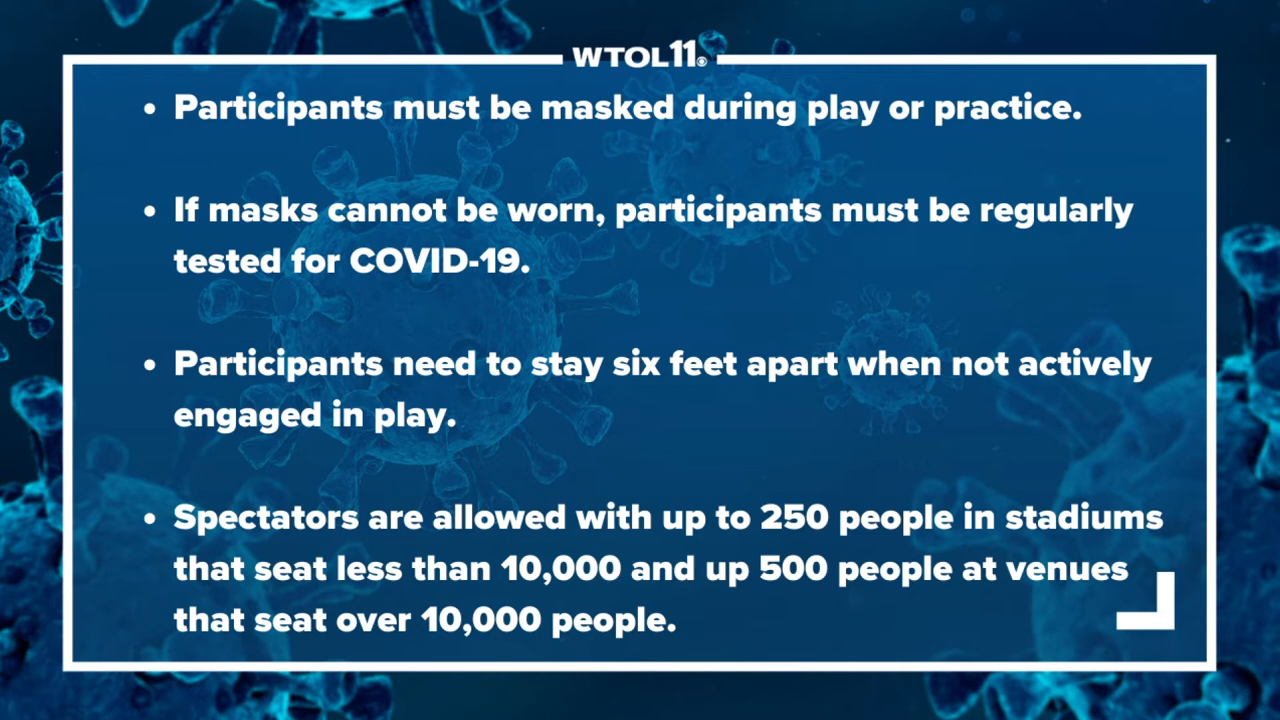 WTOL11
• Participants must be masked during play or practice.
• If masks cannot be worn, participants must be regularly
tested for COVID-19.
• Participants need to stay six feet apart when not actively
engaged in play.
• Spectators are allowed with up to 250 people in stadiums
that seat less than 10,000 and up 500 people at venues
that seat over 10,000 people.